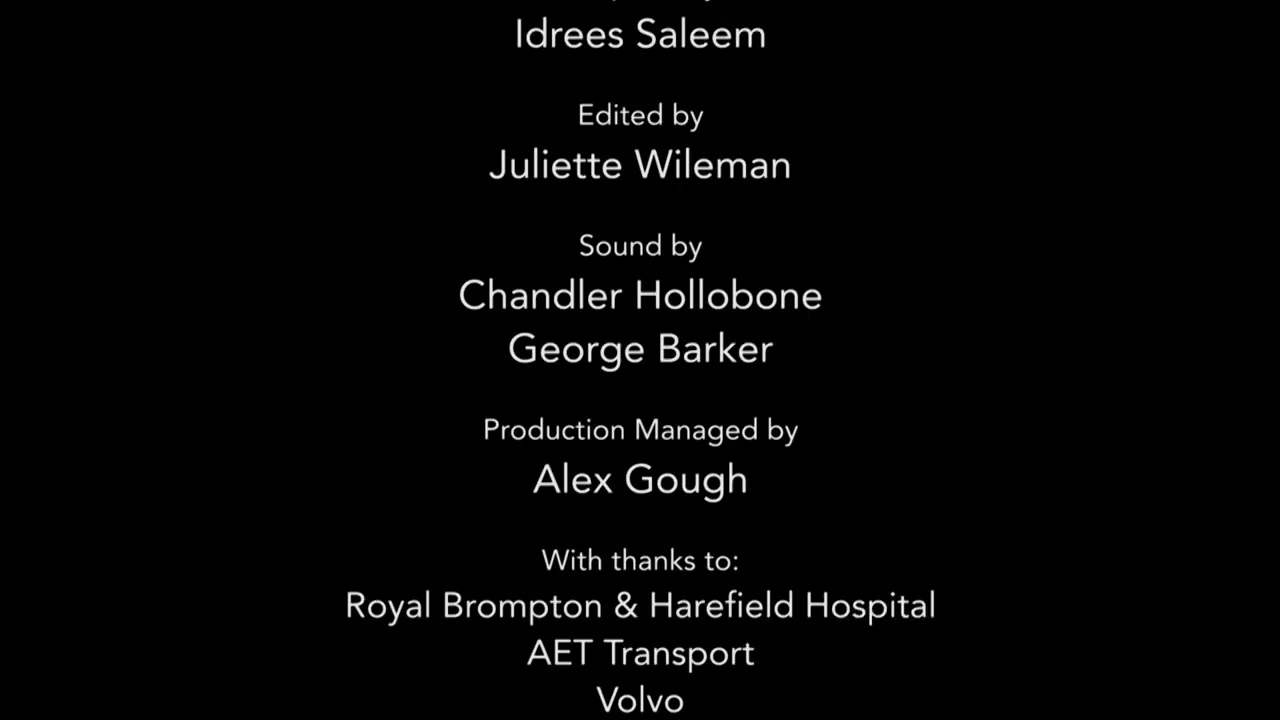 Idrees Saleem
Edited by
Juliette Wileman
Sound by
Chandler Hollobone
George Barker
Production Managed by
Alex Gough
With thanks to:
Royal Brompton & Harefield Hospital
AET Transport
Volvo